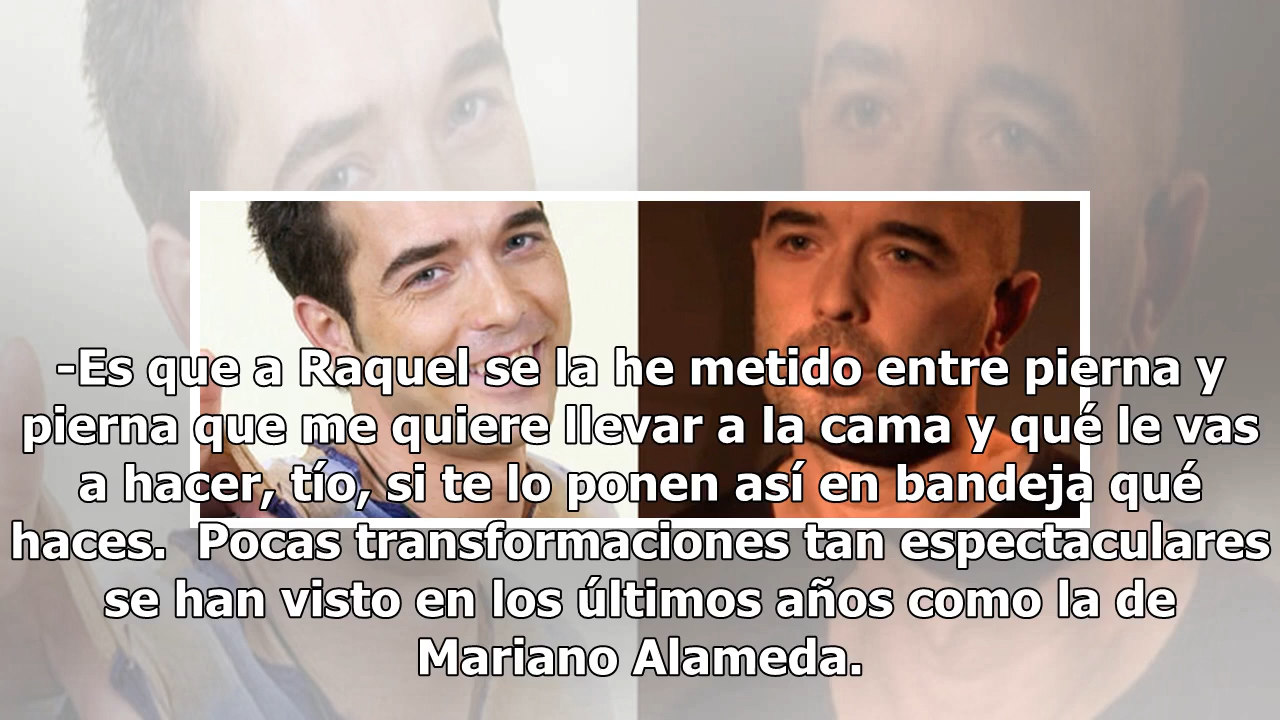 -Es que a Raquel se la he metido entre pierna y
pierna que me quiere llevar a la cama y qué le vas
a hacer, tío, si te lo ponen así en bandeja qué
haces.  Pocas transformaciones tan espectaculares
se han visto en los últimos años como la de
Mariano Alameda.